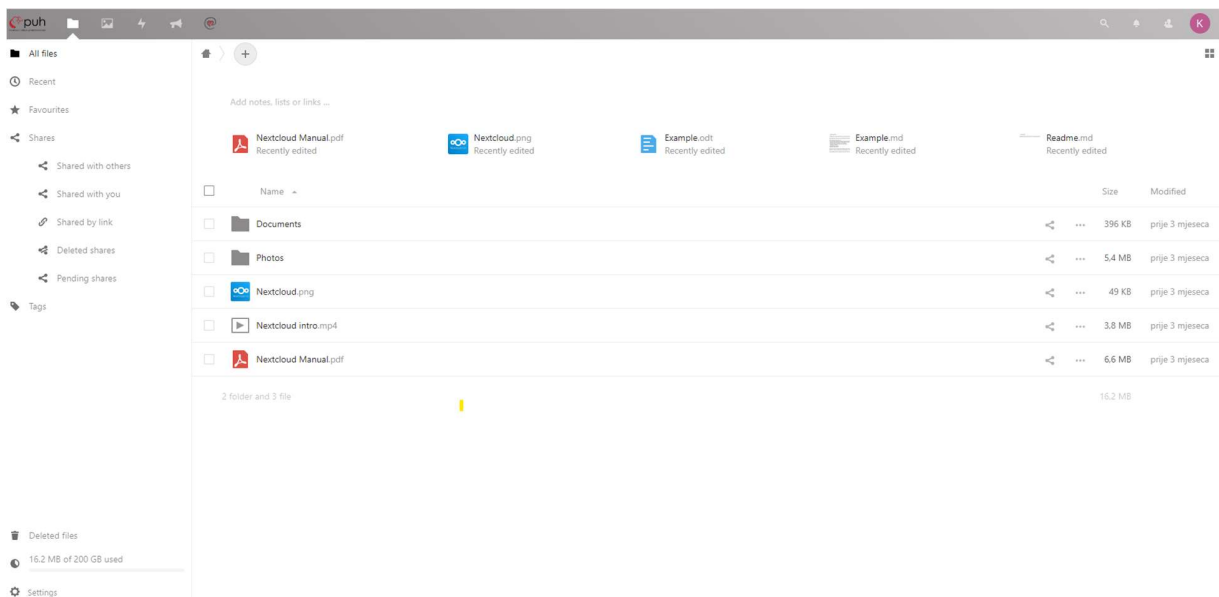 puh
K
All files
Recent
Favourites
Shares
Shared with others
Shared with you
Shared by link
Deleted shares
Pending shares
Tags
Add notes, lists or links ...
Nextcloud Manual.pdf
Recently edited
Nextcloud.png
Recently edited
Example.odt
Recently edited
Example.md
Recently edited
Readme.md
Recently edited
Name Size Modified
Documents 396 KB prije 3 mjeseca
Photos 5,4 MB prije 3 mjeseca
Nextcloud.png 49 KB prije 3 mjeseca
Nextcloud intro.mp4 3,8 MB prije 3 mjeseca
Nextcloud Manual.pdf 6,6 MB prije 3 mjeseca
2 folder and 3 file 16,2 MB
Deleted files
16.2 MB of 200 GB used
Settings